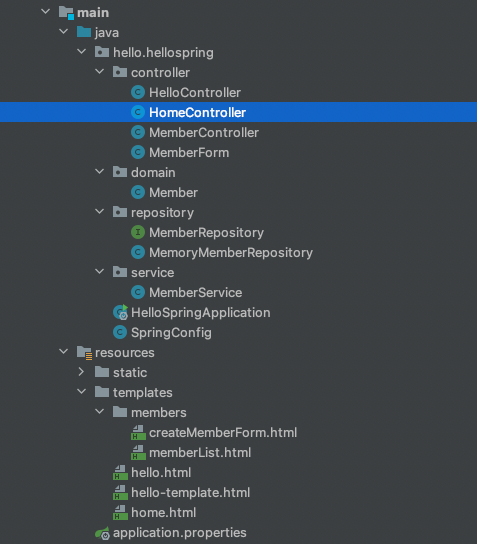 main
java
hello.hellospring
controller
HelloController
HomeController
MemberController
MemberForm
domain
Member
repository
MemberRepository
MemoryMemberRepository
service
MemberService
HelloSpringApplication
SpringConfig
resources
static
templates
members
createMemberForm.html
memberList.html
hello.html
hello-template.html
home.html
application.properties